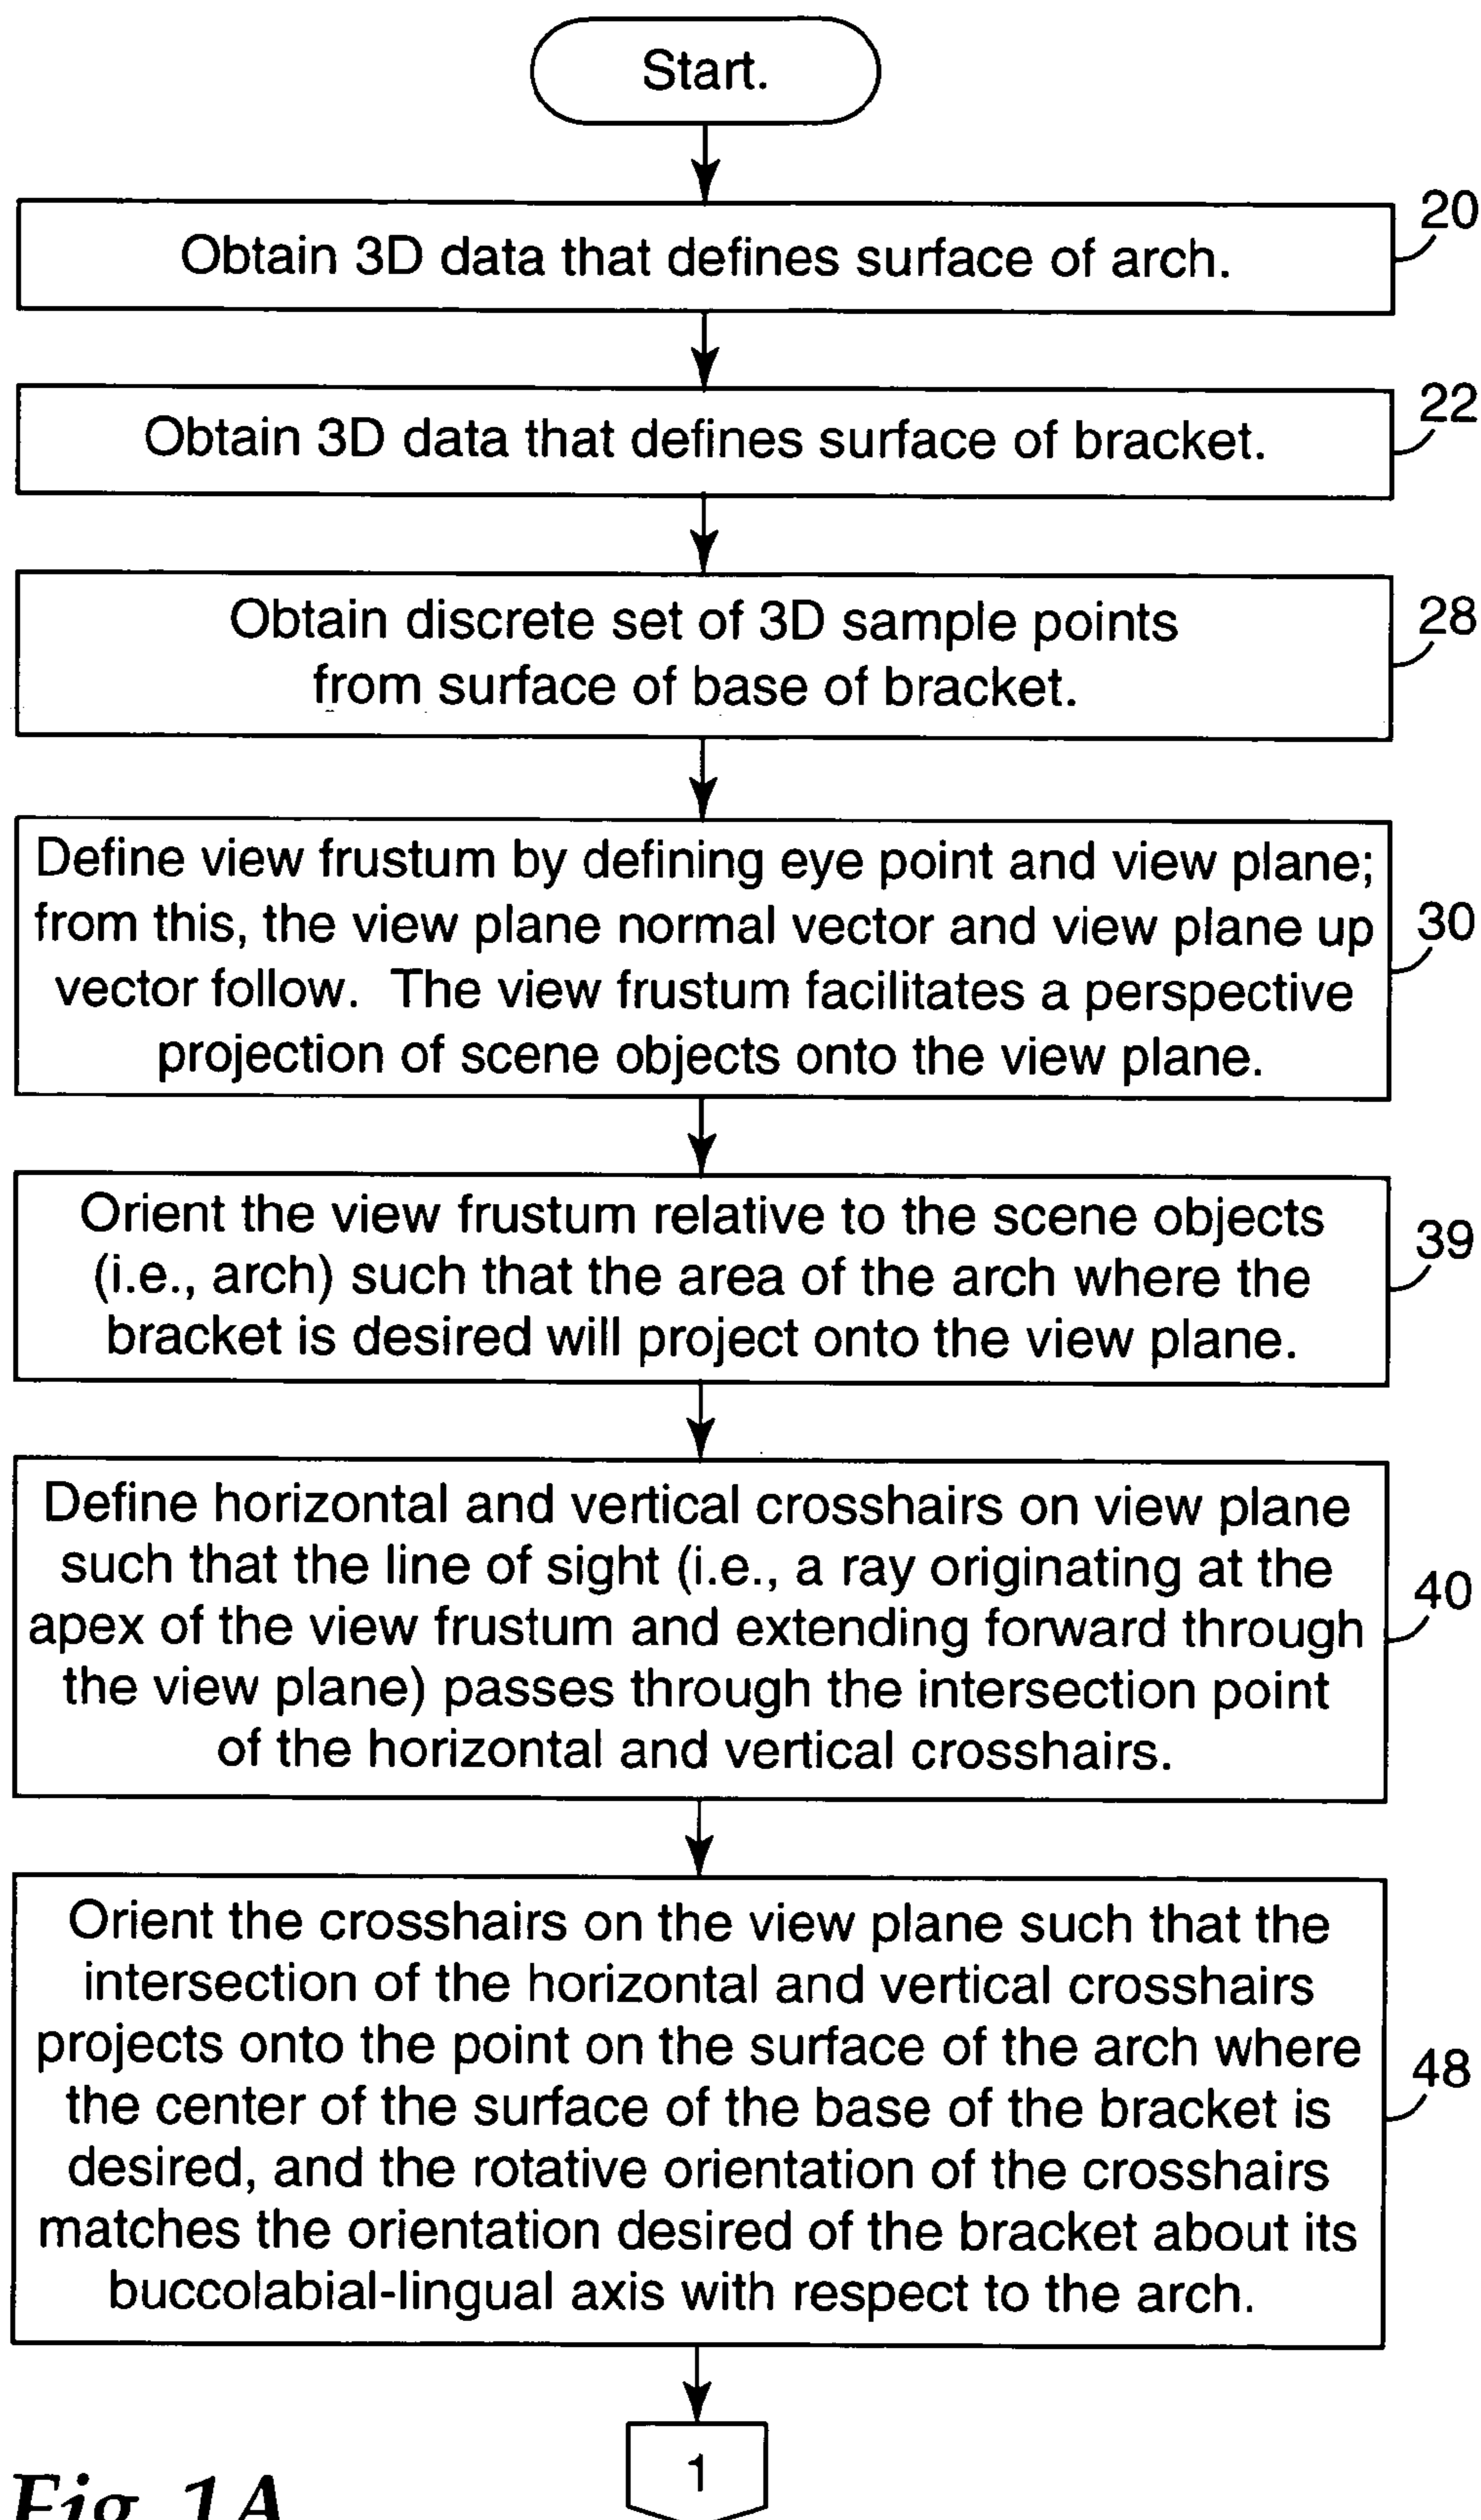 Start.
20
Obtain 3D data that defines surface of arch.
22
Obtain 3D data that defines surface of bracket.
28
Obtain discrete set of 3D sample points
from surface of base of bracket.
Define view frustum by defining eye point and view plane;
from this, the view plane normal vector and view plane up
30
vector follow. The view frustum facilitates a perspective
projection of scene objects onto the view plane.
Orient the view frustum relative to the scene objects
39
(i.e., arch) such that the area of the arch where the
bracket is desired will project onto the view plane.
Define horizontal and vertical crosshairs on view plane
such that the line of sight (i.e., a ray originating at the
40
apex of the view frustum and extending forward through
the view plane) passes through the intersection point
of the horizontal and vertical crosshairs.
Orient the crosshairs on the view plane such that the
intersection of the horizontal and vertical crosshairs
projects onto the point on the surface of the arch where
48
the center of the surface of the base of the bracket is
desired, and the rotative orientation of the crosshairs
matches the orientation desired of the bracket about its
buccolabial-lingual axis with respect to the arch.
1
Fig. 1A